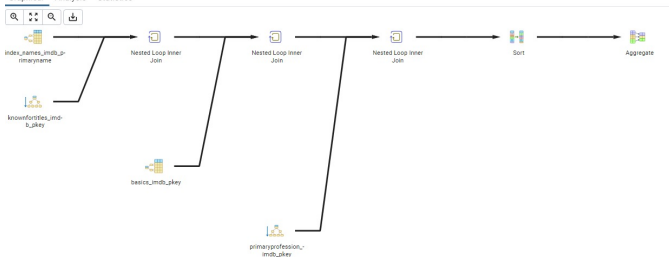 index_names_imdb_p-
rimaryname
Nested Loop Inner
Join
Nested Loop Inner
Join
Nested Loop Inner
Join
Sort
Aggregate
knownfortitles_imd-
b_pkey
basics_imdb_pkey
primaryprofession_-
imdb_pkey